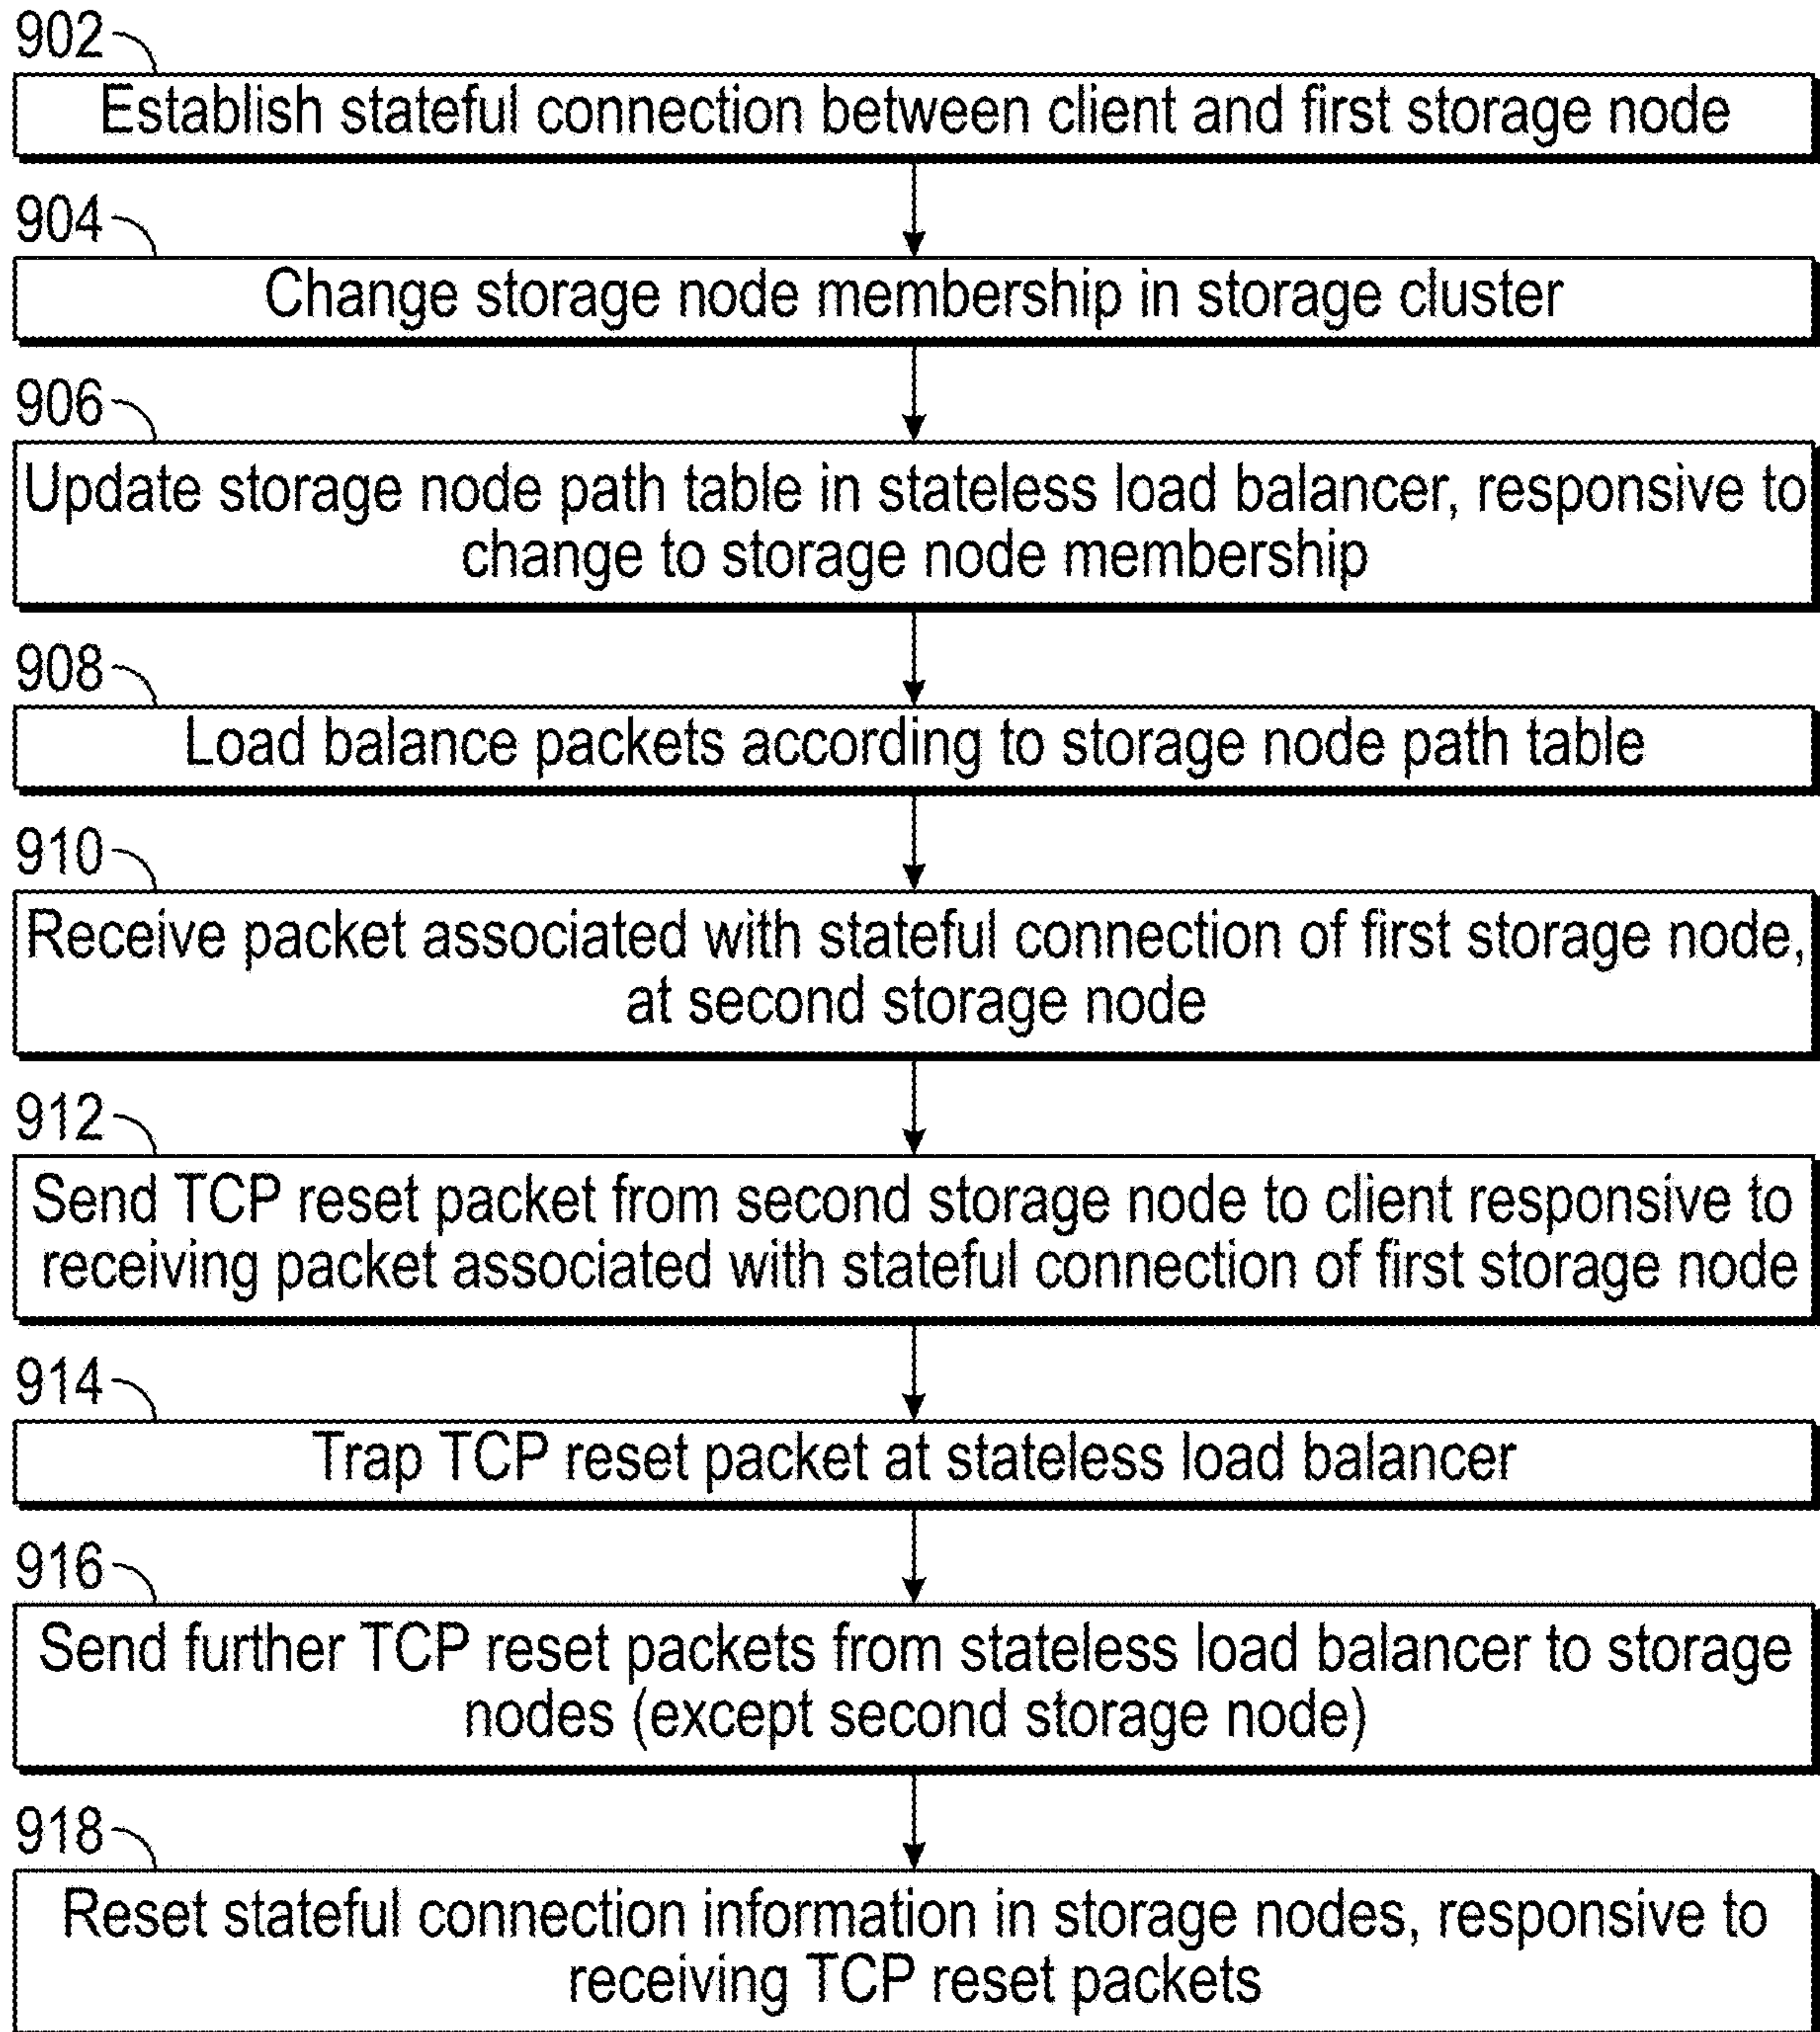 902
Establish stateful connection between client and first storage node
904
Change storage node membership in storage cluster
906
Update storage node path table in stateless load balancer, responsive to
change to storage node membership
908
Load balance packets according to storage node path table
910
Receive packet associated with stateful connection of first storage node,
at second storage node
912
Send TCP reset packet from second storage node to client responsive to
receiving packet associated with stateful connection of first storage node
914
Trap TCP reset packet at stateless load balancer
916
Send further TCP reset packets from stateless load balancer to storage
nodes (except second storage node)
918
Reset stateful connection information in storage nodes, responsive to
receiving TCP reset packets